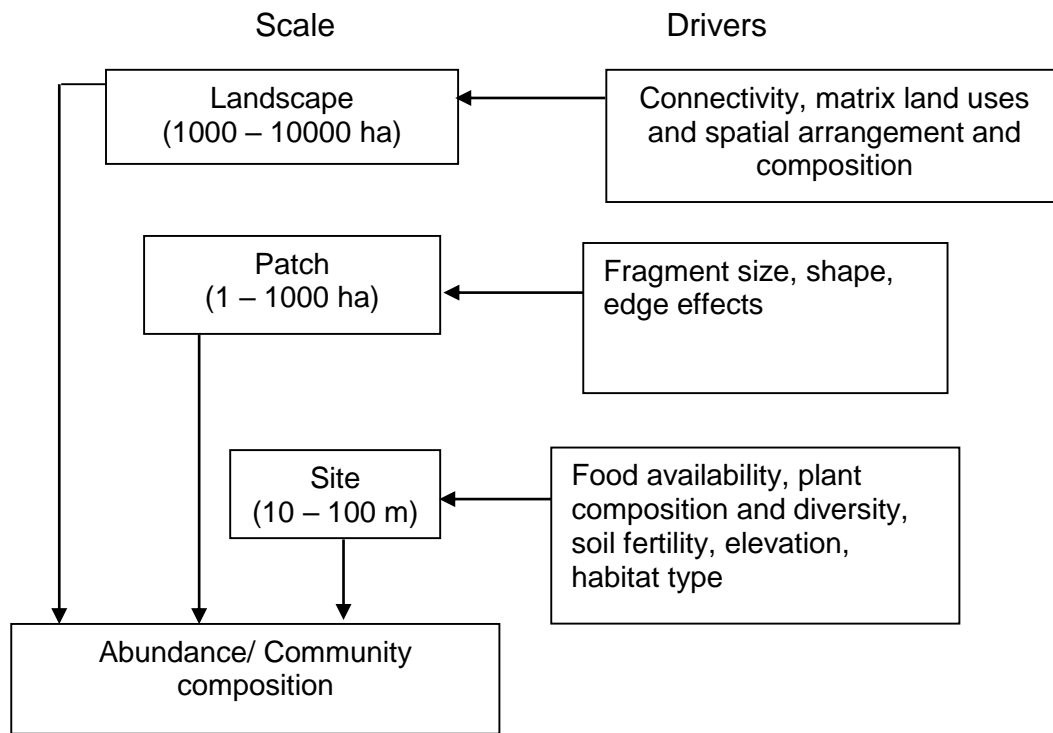 Scale
Drivers
Landscape
(1000 – 10000 ha)
Connectivity, matrix land uses
and spatial arrangement and
composition
Patch
(1 – 1000 ha)
Fragment size, shape,
edge effects
Site
(10 – 100 m)
Food availability, plant
composition and diversity,
soil fertility, elevation,
habitat type
Abundance/ Community
composition